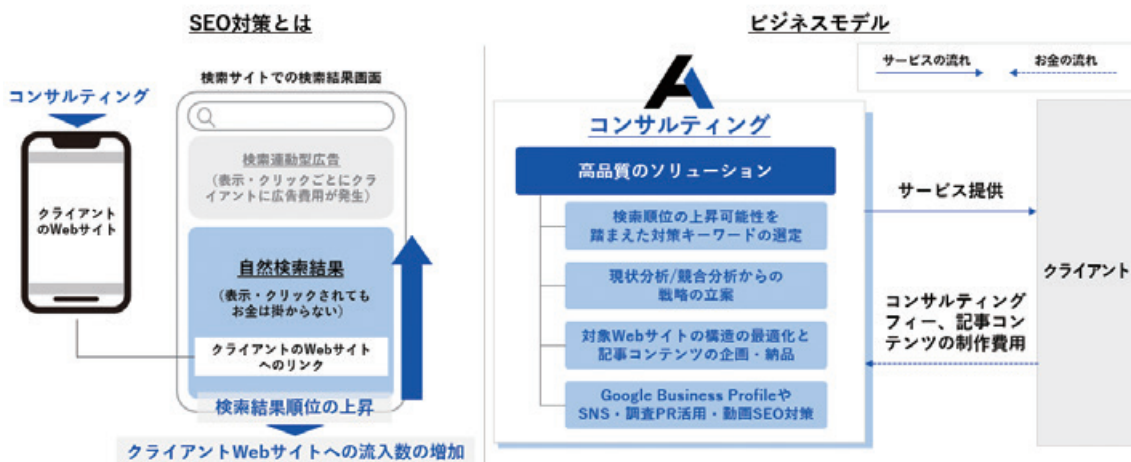 SEO対策とは
コンサルティング
クライアント
のWebサイト
検索サイトでの検索結果画面
検索連動型広告
（表示・クリックごとにクラ
イアントに広告費用が発生）
自然検索結果
（表示・クリックされても
お金は掛からない）
クライアントのWebサイト
へのリンク
検索結果順位の上昇
クライアントWebサイトへの流入数の増加
ビジネスモデル
サービスの流れ
お金の流れ
コンサルティング
高品質のソリューション
検索順位の上昇可能性を
踏まえた対策キーワードの選定
現状分析/競合分析からの
戦略の立案
対象Webサイトの構造の最適化と
記事コンテンツの企画・納品
Google Business Profileや
SNS・調査PR活用・動画SEO対策
サービス提供
コンサルティング
フィー、記事コン
テンツの制作費用
クライアント